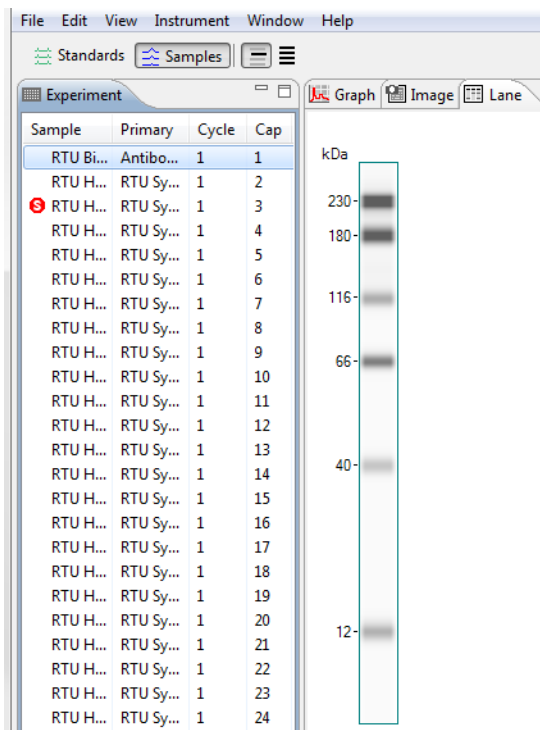 File Edit View Instrument Window Help
Standards Samples
Experiment
Graph Image Lane
Sample Primary Cycle Cap
RTU Bi... Antibo... 1 1
RTU H... RTU Sy... 1 2
S RTU H... RTU Sy... 1 3
RTU H... RTU Sy... 1 4
RTU H... RTU Sy... 1 5
RTU H... RTU Sy... 1 6
RTU H... RTU Sy... 1 7
RTU H... RTU Sy... 1 8
RTU H... RTU Sy... 1 9
RTU H... RTU Sy... 1 10
RTU H... RTU Sy... 1 11
RTU H... RTU Sy... 1 12
RTU H... RTU Sy... 1 13
RTU H... RTU Sy... 1 14
RTU H... RTU Sy... 1 15
RTU H... RTU Sy... 1 16
RTU H... RTU Sy... 1 17
RTU H... RTU Sy... 1 18
RTU H... RTU Sy... 1 19
RTU H... RTU Sy... 1 20
RTU H... RTU Sy... 1 21
RTU H... RTU Sy... 1 22
RTU H... RTU Sy... 1 23
RTU H... RTU Sy... 1 24
kDa
230-
180-
116-
66-
40-
12-